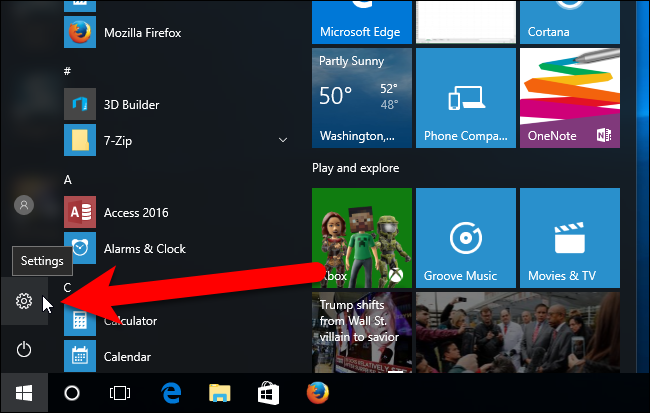 Mozilla Firefox
#
3D Builder
7-Zip
A
Access 2016
Alarms & Clock
Settings
C
Calculator
Calendar
Microsoft Edge
Cortana
Partly Sunny
50°
52°
48°
Washington,...
Phone Compa...
OneNote
N
Play and explore
Xbox
Groove Music
Movies & TV
Trump shifts
from Wall St.
villain to savior